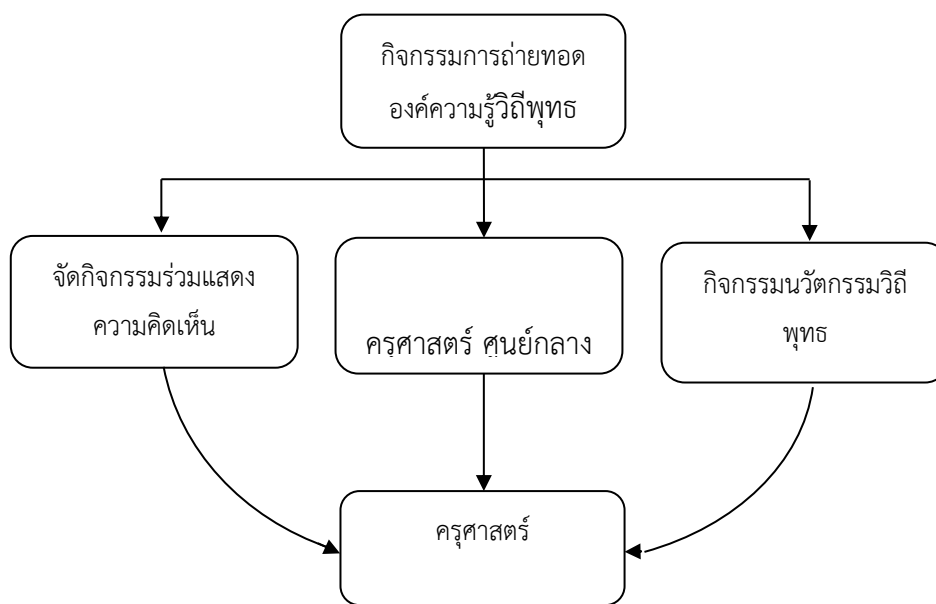 กิจกรรมการถ่ายทอด
องค์ความรู้วิถีพุทธ
จัดกิจกรรมร่วมแสดง
ความคิดเห็น
ครุศาสตร์ ศูนย์กลาง
กิจกรรมนวัตกรรมวิถี
พุทธ
ครุศาสตร์